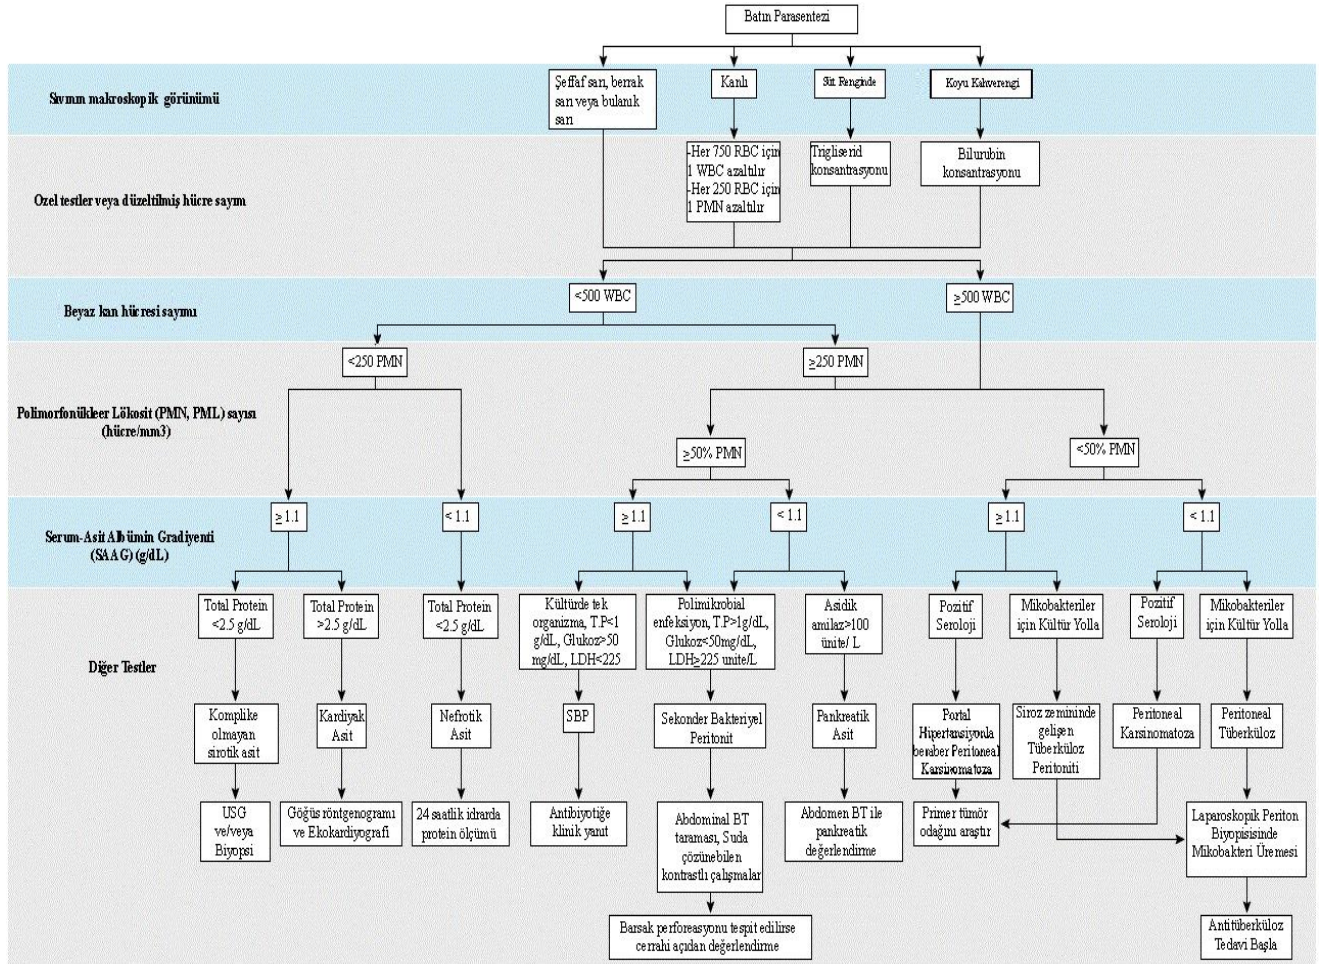 Batın Parasentezi
Sıvının makroskopik görünümü
Şeffaf sarı, berrak
sarı veya bulanık
sarı
Kanlı
Süt Renginde
Koyu Kahverengi
Özel testler veya düzeltilmiş hücre sayım
-Her 750 RBC için
1 WBC azaltılır
-Her 250 RBC için
1 PMN azaltılır
Trigliserid
konsantrasyonu
Bilurubin
konsantrasyonu
Beyaz kan hücresi sayımı
<500 WBC
≥500 WBC
Polimorfonükleer Lökosit (PMN, PML) sayısı
(hücre/mm3)
<250 PMN
≥250 PMN
≥50% PMN
<50% PMN
Serum-Asit Albümin Gradiyenti
(SAAG) (g/dL)
≥ 1.1
< 1.1
≥ 1.1
< 1.1
≥ 1.1
< 1.1
Diğer Testler
Total Protein
<2.5 g/dL
Total Protein
>2.5 g/dL
Total Protein
<2.5 g/dL
Kültürde tek
organizma, T.P<1
g/dL, Glukoz>50
mg/dL, LDH<225
Polimikrobial
enfeksiyon, T.P>1g/dL,
Glukoz<50mg/dL,
LDH≥225 unite/L
Asidik
amilaz>100
ünite/ L
Pozitif
Seroloji
Mikobakteriler
için Kültür Yolla
Pozitif
Seroloji
Mikobakteriler
için Kültür Yolla
Komplike
olmayan
sirotik asit
Kardiyak
Asit
Nefrotik
Asit
SBP
Sekonder Bakteriyel
Peritonit
Pankreatik
Asit
Portal
Hipertansiyonla
beraber Peritoneal
Karsinomatoza
Siroz zemininde
gelişen
Tüberküloz
Peritoniti
Peritoneal
Karsinomatoza
Peritoneal
Tüberküloz
USG
ve/veya
Biyopsi
Göğüs röntgenogramı
ve Ekokardiyografi
24 saatlik idrarda
protein ölçümü
Antibiyotiğe
klinik yanıt
Abdominal BT
taraması, Suda
çözünebilen
kontrastlı çalışmalar
Abdomen BT ile
pankreatik
değerlendirme
Primer tümör
odağını araştır
Laparoskopik Periton
Biyopisisinde
Mikobakteri Üremesi
Barsak perforeasyonu tespit edilirse
cerrahi açıdan değerlendirme
Antitüberküloz
Tedavi Başla